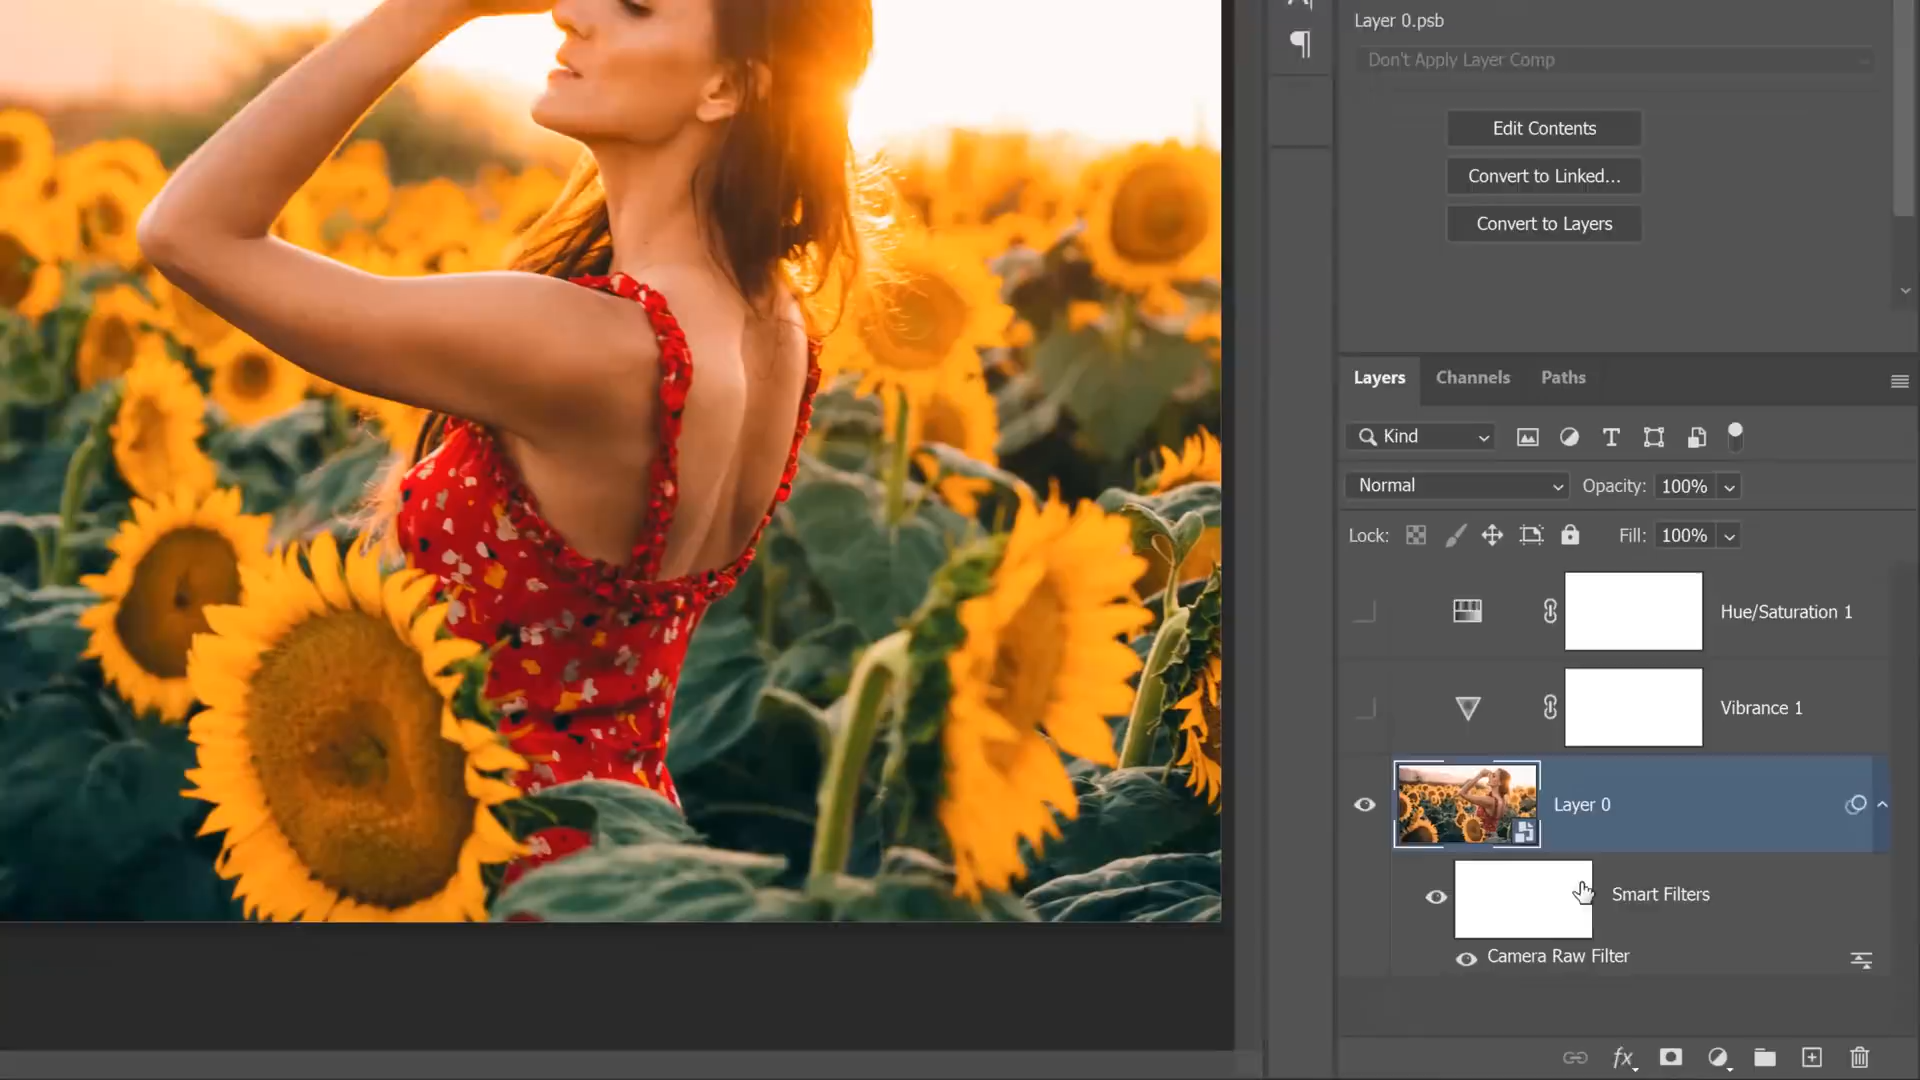 Layer 0.psb
Don't Apply Layer Comp
Edit Contents
Convert to Linked...
Convert to Layers
Layers Channels Paths
Kind
Normal Opacity: 100%
Lock: Fill: 100%
Hue/Saturation 1
Vibrance 1
Layer 0
Smart Filters
Camera Raw Filter
fx